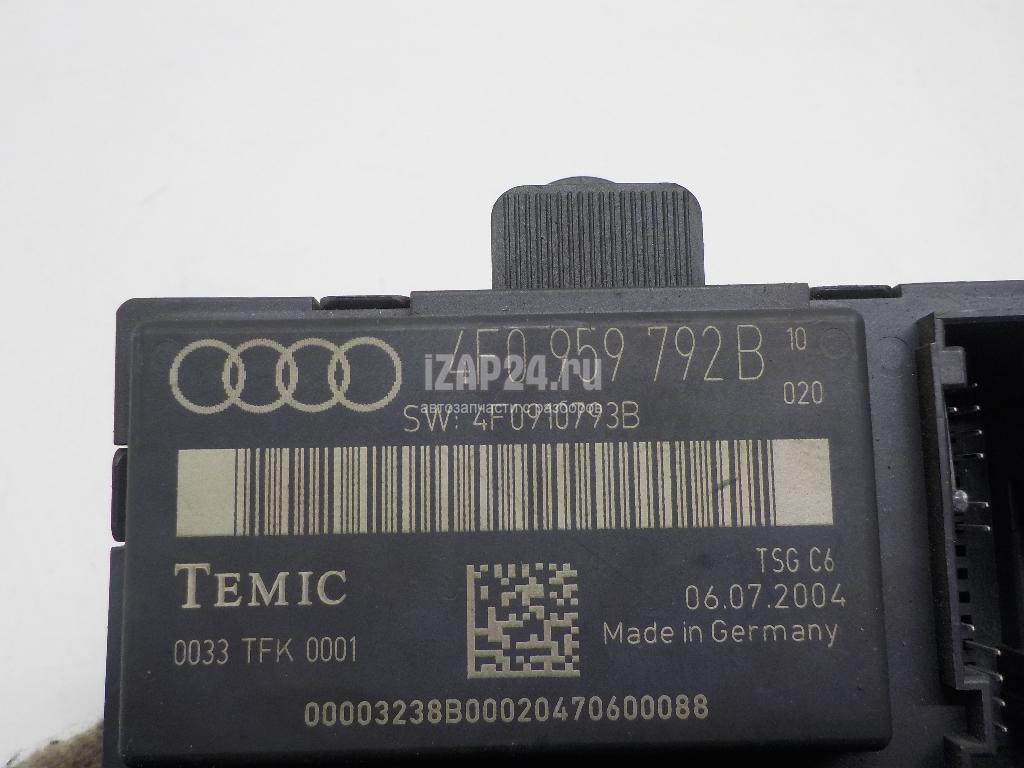 4F0 959 792 B 10
020
iZAP24.ru
автозапчасти с разборов
SW: 4F0910793B
TEMIC
TSG C6
06.07.2004
Made in Germany
0033 TFK 0001
00003238B00020470600088